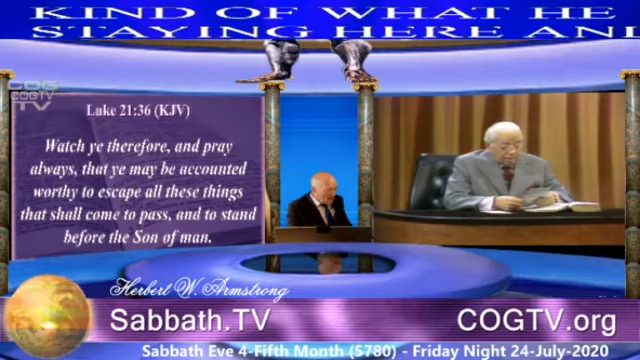 KIND OF WHAT HE
STAYING HERE AND
COG
COGTV
TV
Luke 21:36 (KJV)
Watch ye therefore, and pray
always, that ye may be accounted
worthy to escape all these things
that shall come to pass, and to stand
before the Son of man.
Herbert W. Armstrong
Sabbath.TV
COGTV.org
Sabbath Eve 4-Fifth Month (5780) - Friday Night 24-July-2020